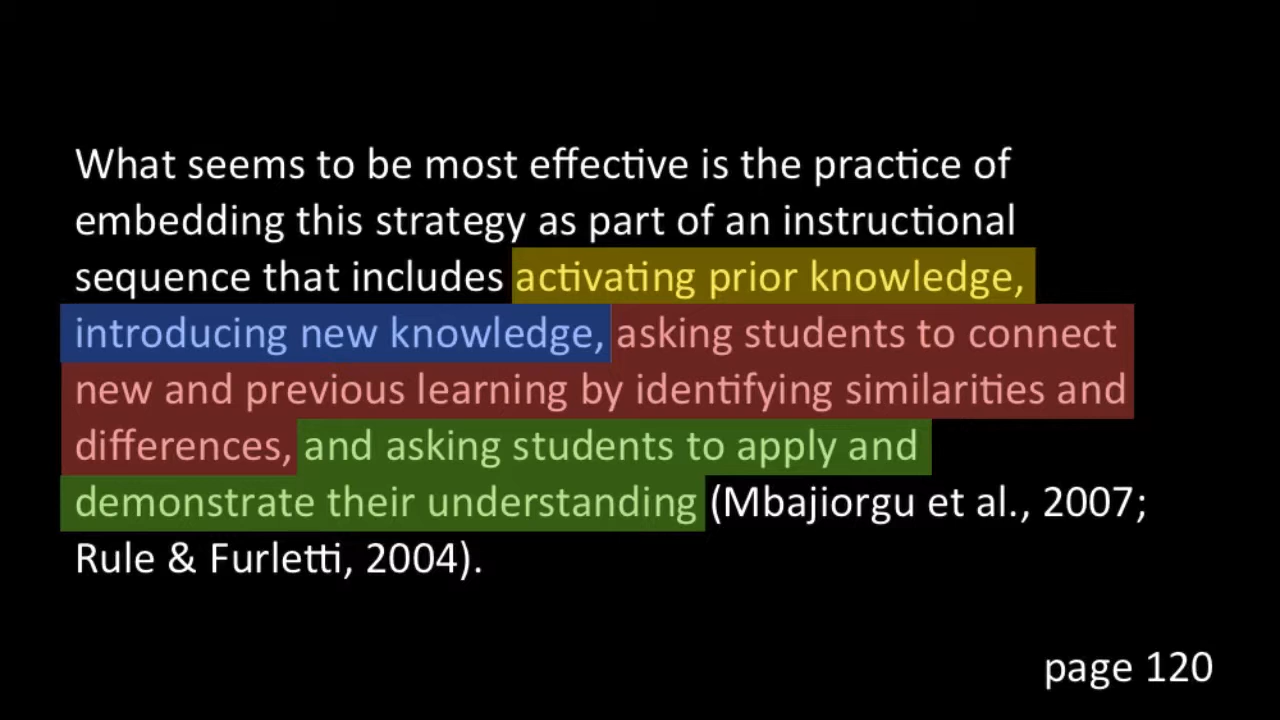 What seems to be most effective is the practice of
embedding this strategy as part of an instructional
sequence that includes activating prior knowledge,
introducing new knowledge, asking students to connect
new and previous learning by identifying similarities and
differences, and asking students to apply and
demonstrate their understanding (Mbajiorgu et al., 2007;
Rule & Furletti, 2004).
page 120